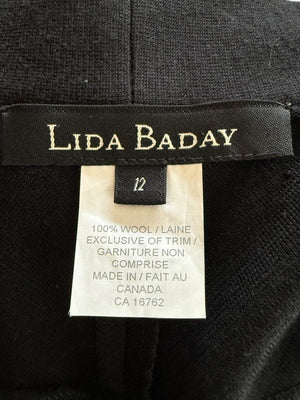 LIDA BADAY
12
100% WOOL / LAINE
EXCLUSIVE OF TRIM /
GARNITURE NON
COMPRISE
MADE IN / FAIT AU
CANADA
CA 16762